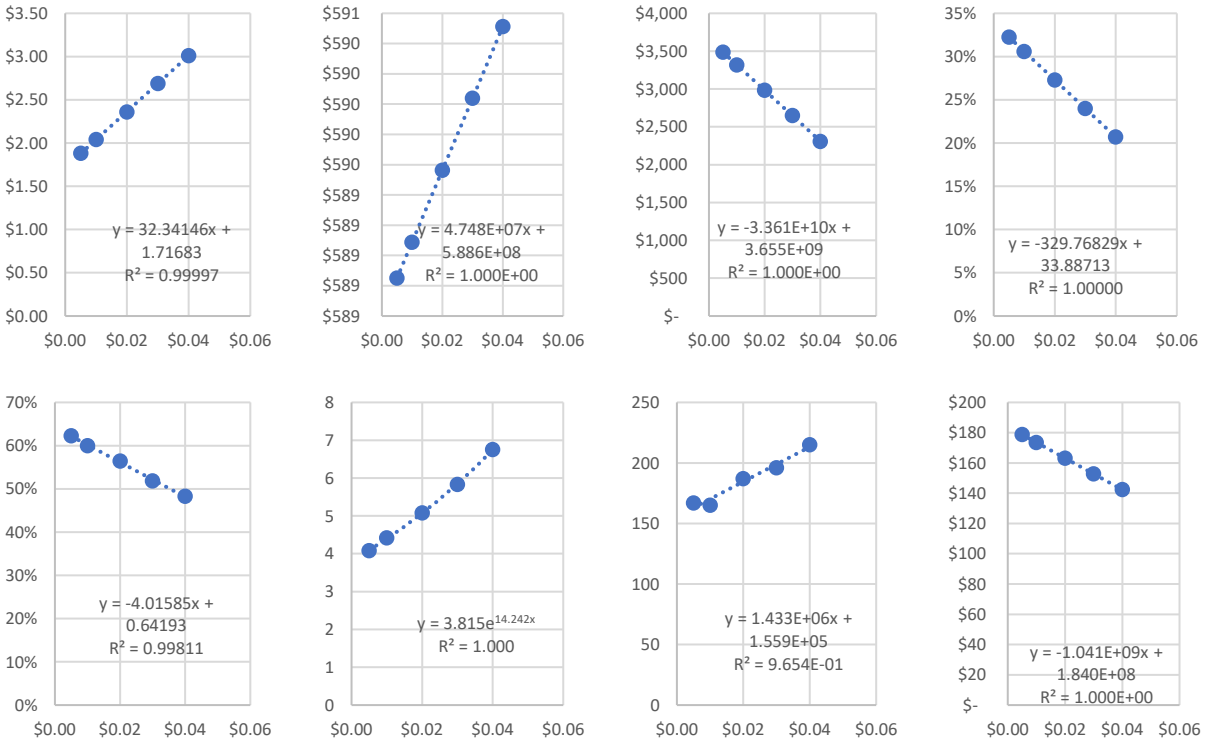 $3.50
$3.00
$2.50
$2.00
$1.50
$1.00
$0.50
$0.00
y = 32.34146x +
1.71683
R² = 0.99997
$0.00 $0.02 $0.04 $0.06
$591
$590
$590
$590
$590
$590
$589
$589
$589
$589
$589
y = 4.748E+07x +
5.886E+08
R² = 1.000E+00
$0.00 $0.02 $0.04 $0.06
$4,000
$3,500
$3,000
$2,500
$2,000
$1,500
$1,000
$500
$-
y = -3.361E+10x +
3.655E+09
R² = 1.000E+00
$0.00 $0.02 $0.04 $0.06
35%
30%
25%
20%
15%
10%
5%
0%
y = -329.76829x +
33.88713
R² = 1.00000
$0.00 $0.02 $0.04 $0.06
70%
60%
50%
40%
30%
20%
10%
0%
y = -4.01585x +
0.64193
R² = 0.99811
$0.00 $0.02 $0.04 $0.06
8
7
6
5
4
3
2
1
0
y = 3.815e^14.242x
R² = 1.000
$0.00 $0.02 $0.04 $0.06
250
200
150
100
50
0
y = 1.433E+06x +
1.559E+05
R² = 9.654E-01
$0.00 $0.02 $0.04 $0.06
$200
$180
$160
$140
$120
$100
$80
$60
$40
$20
$-
y = -1.041E+09x +
1.840E+08
R² = 1.000E+00
$0.00 $0.02 $0.04 $0.06